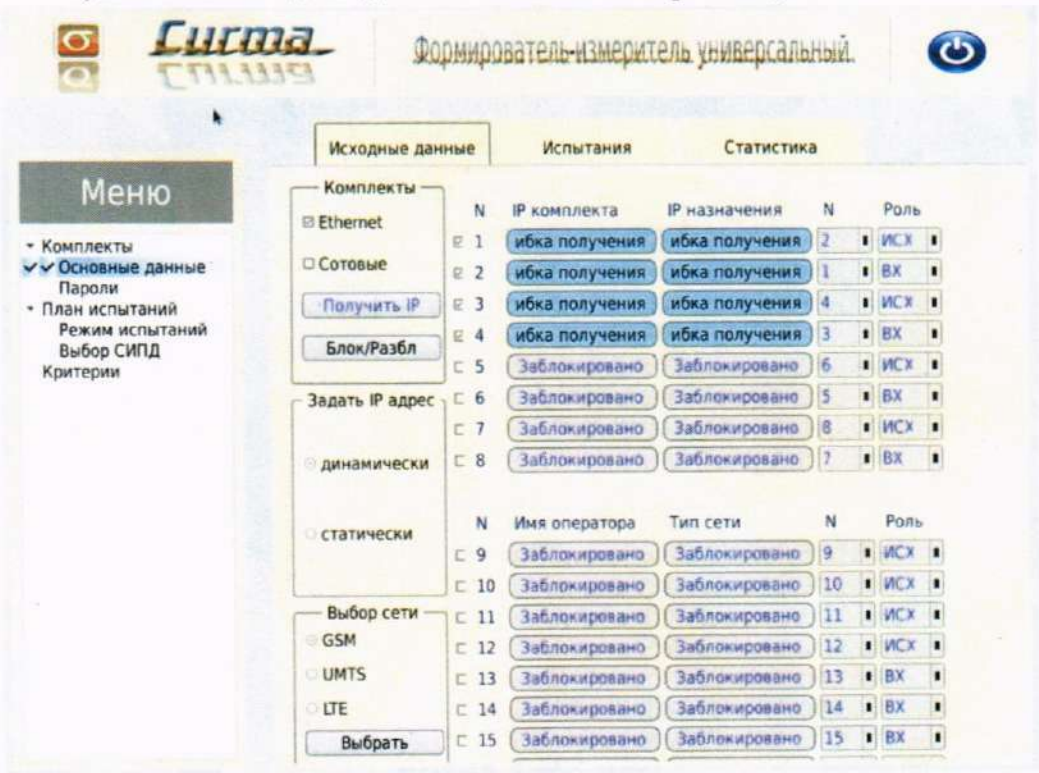 σ Сигта Формирователь-измеритель универсальный
Исходные данные Испытания Статистика
Меню
Комплекты
Основные данные
Пароли
План испытаний
Режим испытаний
Выбор СИПД
Критерии
Комплекты
Ethernet
Сотовые
Получить IP
Блок/Разбл
Задать IP адрес
динамически
статически
Выбор сети
GSM
UMTS
LTE
Выбрать
N IP комплекта IP назначения N Роль
1 ибка получения ибка получения 2 ИСХ
2 ибка получения ибка получения 1 ВХ
3 ибка получения ибка получения 4 ИСХ
4 ибка получения ибка получения 3 ВХ
5 Заблокировано Заблокировано 6 ИСХ
6 Заблокировано Заблокировано 5 ВХ
7 Заблокировано Заблокировано 8 ИСХ
8 Заблокировано Заблокировано 7 ВХ
N Имя оператора Тип сети N Роль
9 Заблокировано Заблокировано 9 ИСХ
10 Заблокировано Заблокировано 10 ИСХ
11 Заблокировано Заблокировано 11 ИСХ
12 Заблокировано Заблокировано 12 ИСХ
13 Заблокировано Заблокировано 13 ВХ
14 Заблокировано Заблокировано 14 ВХ
15 Заблокировано Заблокировано 15 ВХ